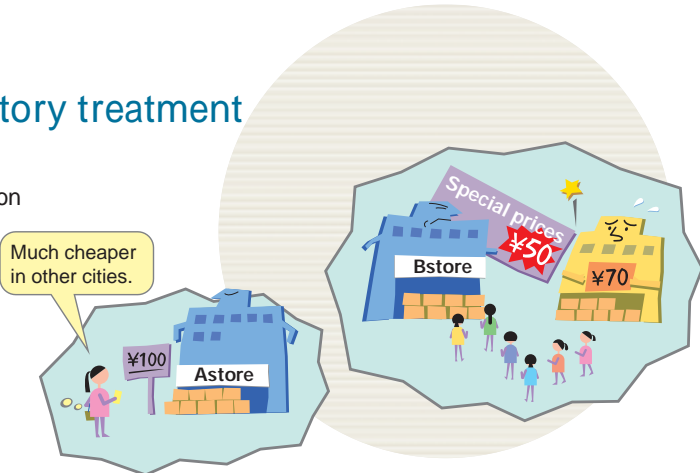 tory treatment
on
Much cheaper
in other cities.
¥100
Astore
Special prices
¥50
Bstore
¥70